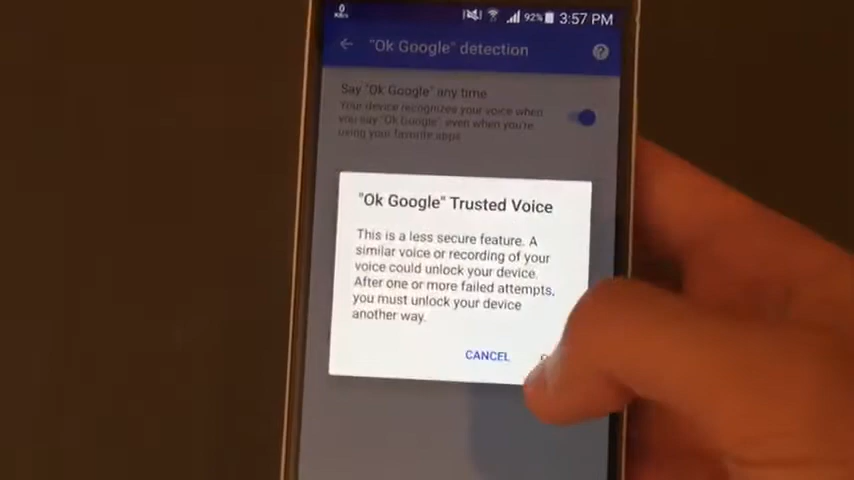 0
KB/s
92% 3:57 PM
"Ok Google" detection
?
Say "Ok Google" any time
Your device recognizes your voice when
you say "Ok Google", even when you're
using your favorite apps
"Ok Google" Trusted Voice
This is a less secure feature. A
similar voice or recording of your
voice could unlock your device.
After one or more failed attempts,
you must unlock your device
another way.
CANCEL